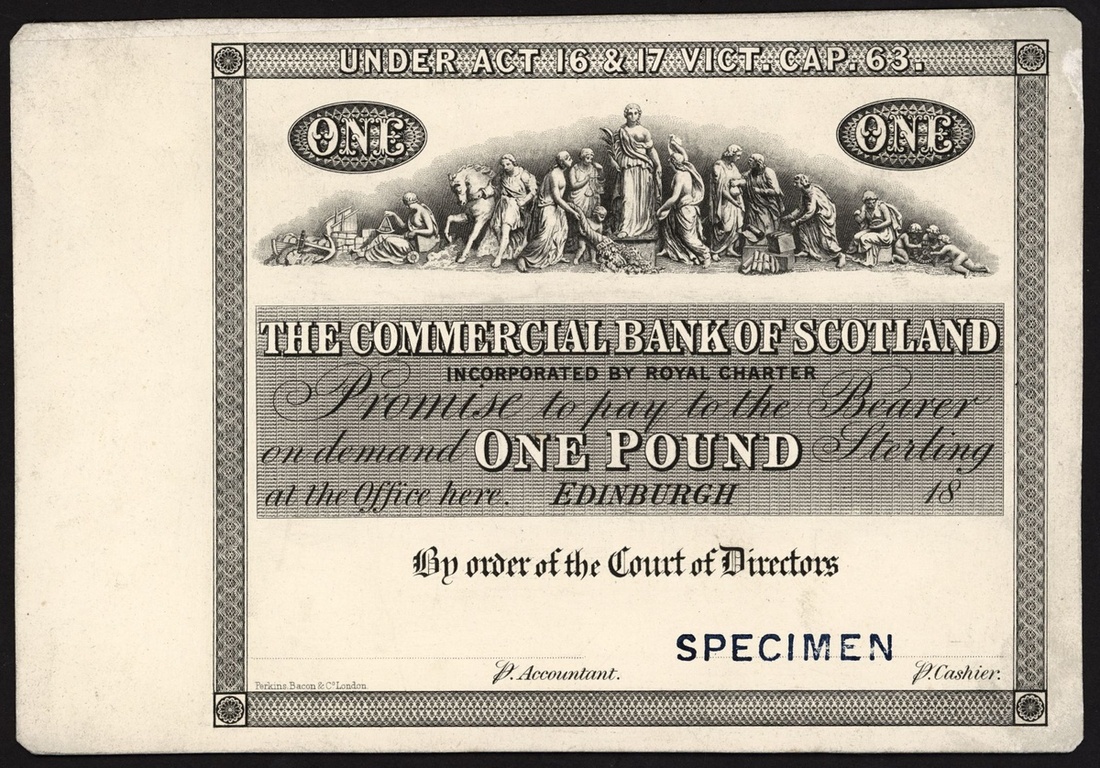 UNDER ACT 16 & 17 VICT. CAP. 63.
ONE ONE
THE COMMERCIAL BANK OF SCOTLAND
INCORPORATED BY ROYAL CHARTER
Promise to pay to the Bearer
on demand ONE POUND Sterling
at the Office here. EDINBURGH 18
By order of the Court of Directors
SPECIMEN
P. Accountant. P. Cashier.
Perkins, Bacon & Co. London.